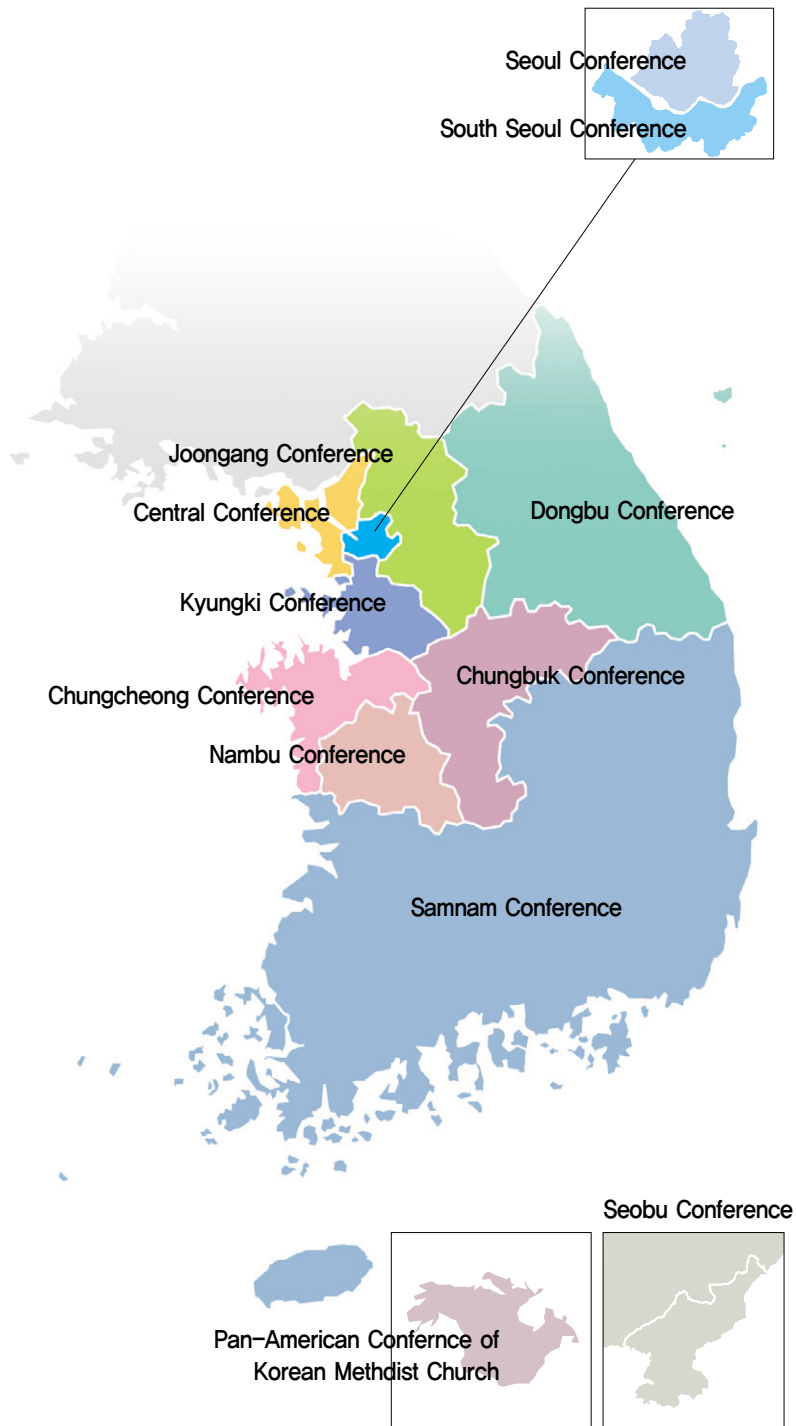 Seoul Conference
South Seoul Conference
Joongang Conference
Central Conference
Dongbu Conference
Kyungki Conference
Chungbuk Conference
Chungcheong Conference
Nambu Conference
Samnam Conference
Seobu Conference
Pan-American Confernce of
Korean Methdist Church